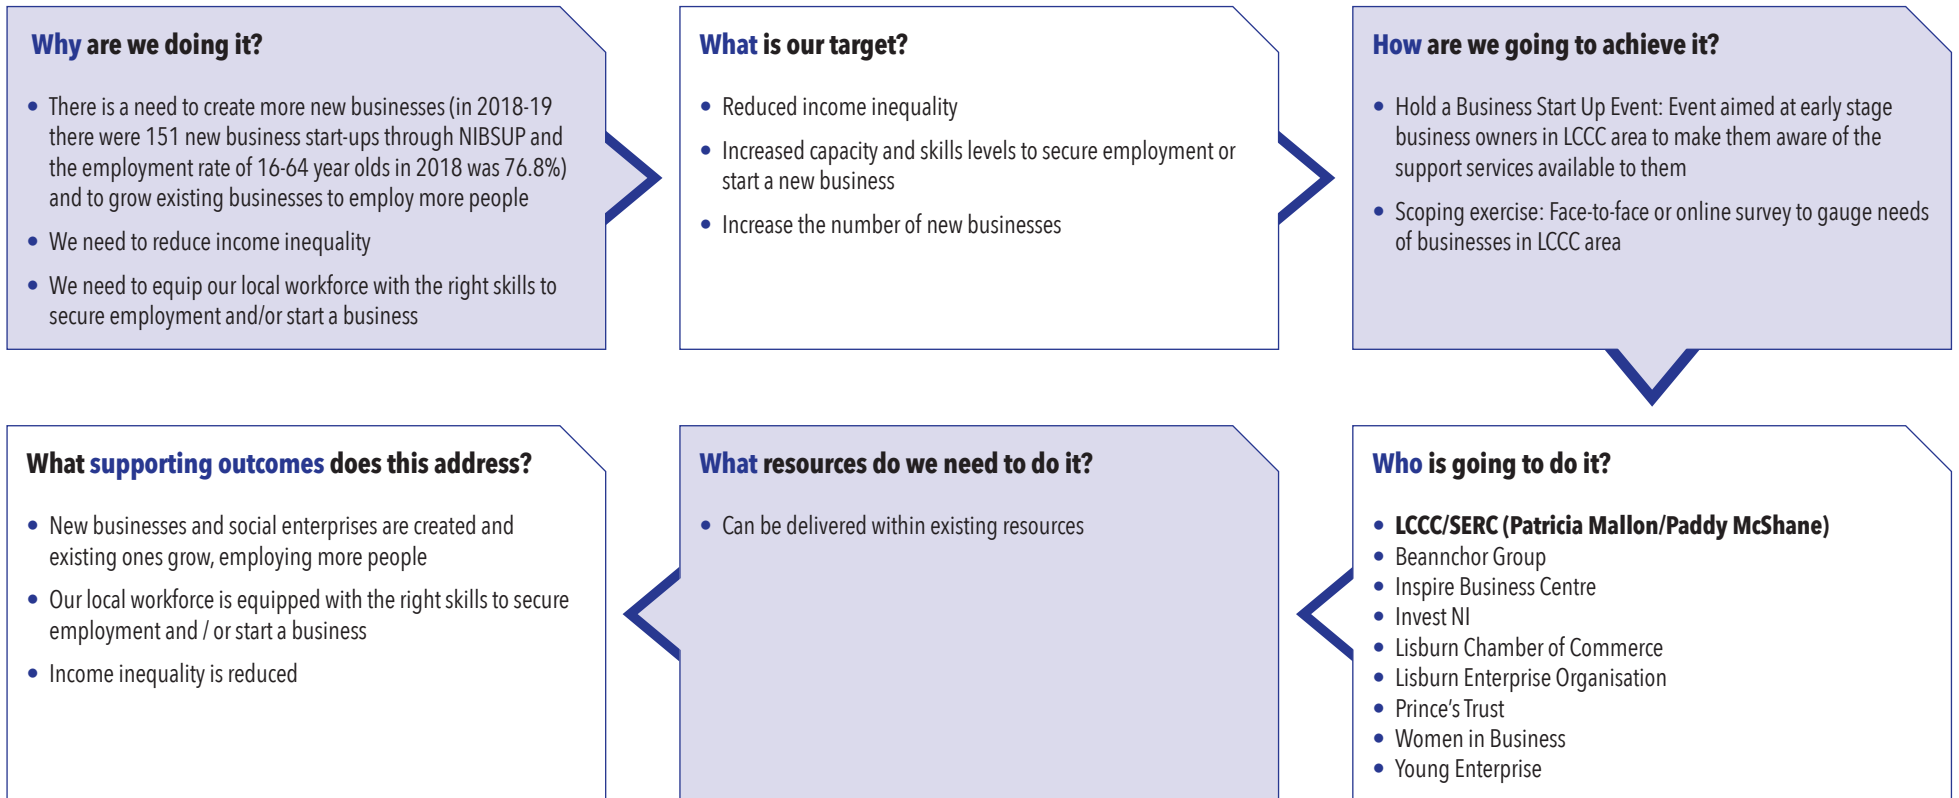 Why are we doing it?
• There is a need to create more new businesses (in 2018-19
there were 151 new business start-ups through NIBSUP and
the employment rate of 16-64 year olds in 2018 was 76.8%)
and to grow existing businesses to employ more people
• We need to reduce income inequality
• We need to equip our local workforce with the right skills to
secure employment and/or start a business
What is our target?
• Reduced income inequality
• Increased capacity and skills levels to secure employment or
start a new business
• Increase the number of new businesses
How are we going to achieve it?
• Hold a Business Start Up Event: Event aimed at early stage
business owners in LCCC area to make them aware of the
support services available to them
• Scoping exercise: Face-to-face or online survey to gauge needs
of businesses in LCCC area
Who is going to do it?
• LCCC/SERC (Patricia Mallon/Paddy McShane)
• Beannchor Group
• Inspire Business Centre
• Invest NI
• Lisburn Chamber of Commerce
• Lisburn Enterprise Organisation
• Prince's Trust
• Women in Business
• Young Enterprise
What resources do we need to do it?
• Can be delivered within existing resources
What supporting outcomes does this address?
• New businesses and social enterprises are created and
existing ones grow, employing more people
• Our local workforce is equipped with the right skills to secure
employment and / or start a business
• Income inequality is reduced